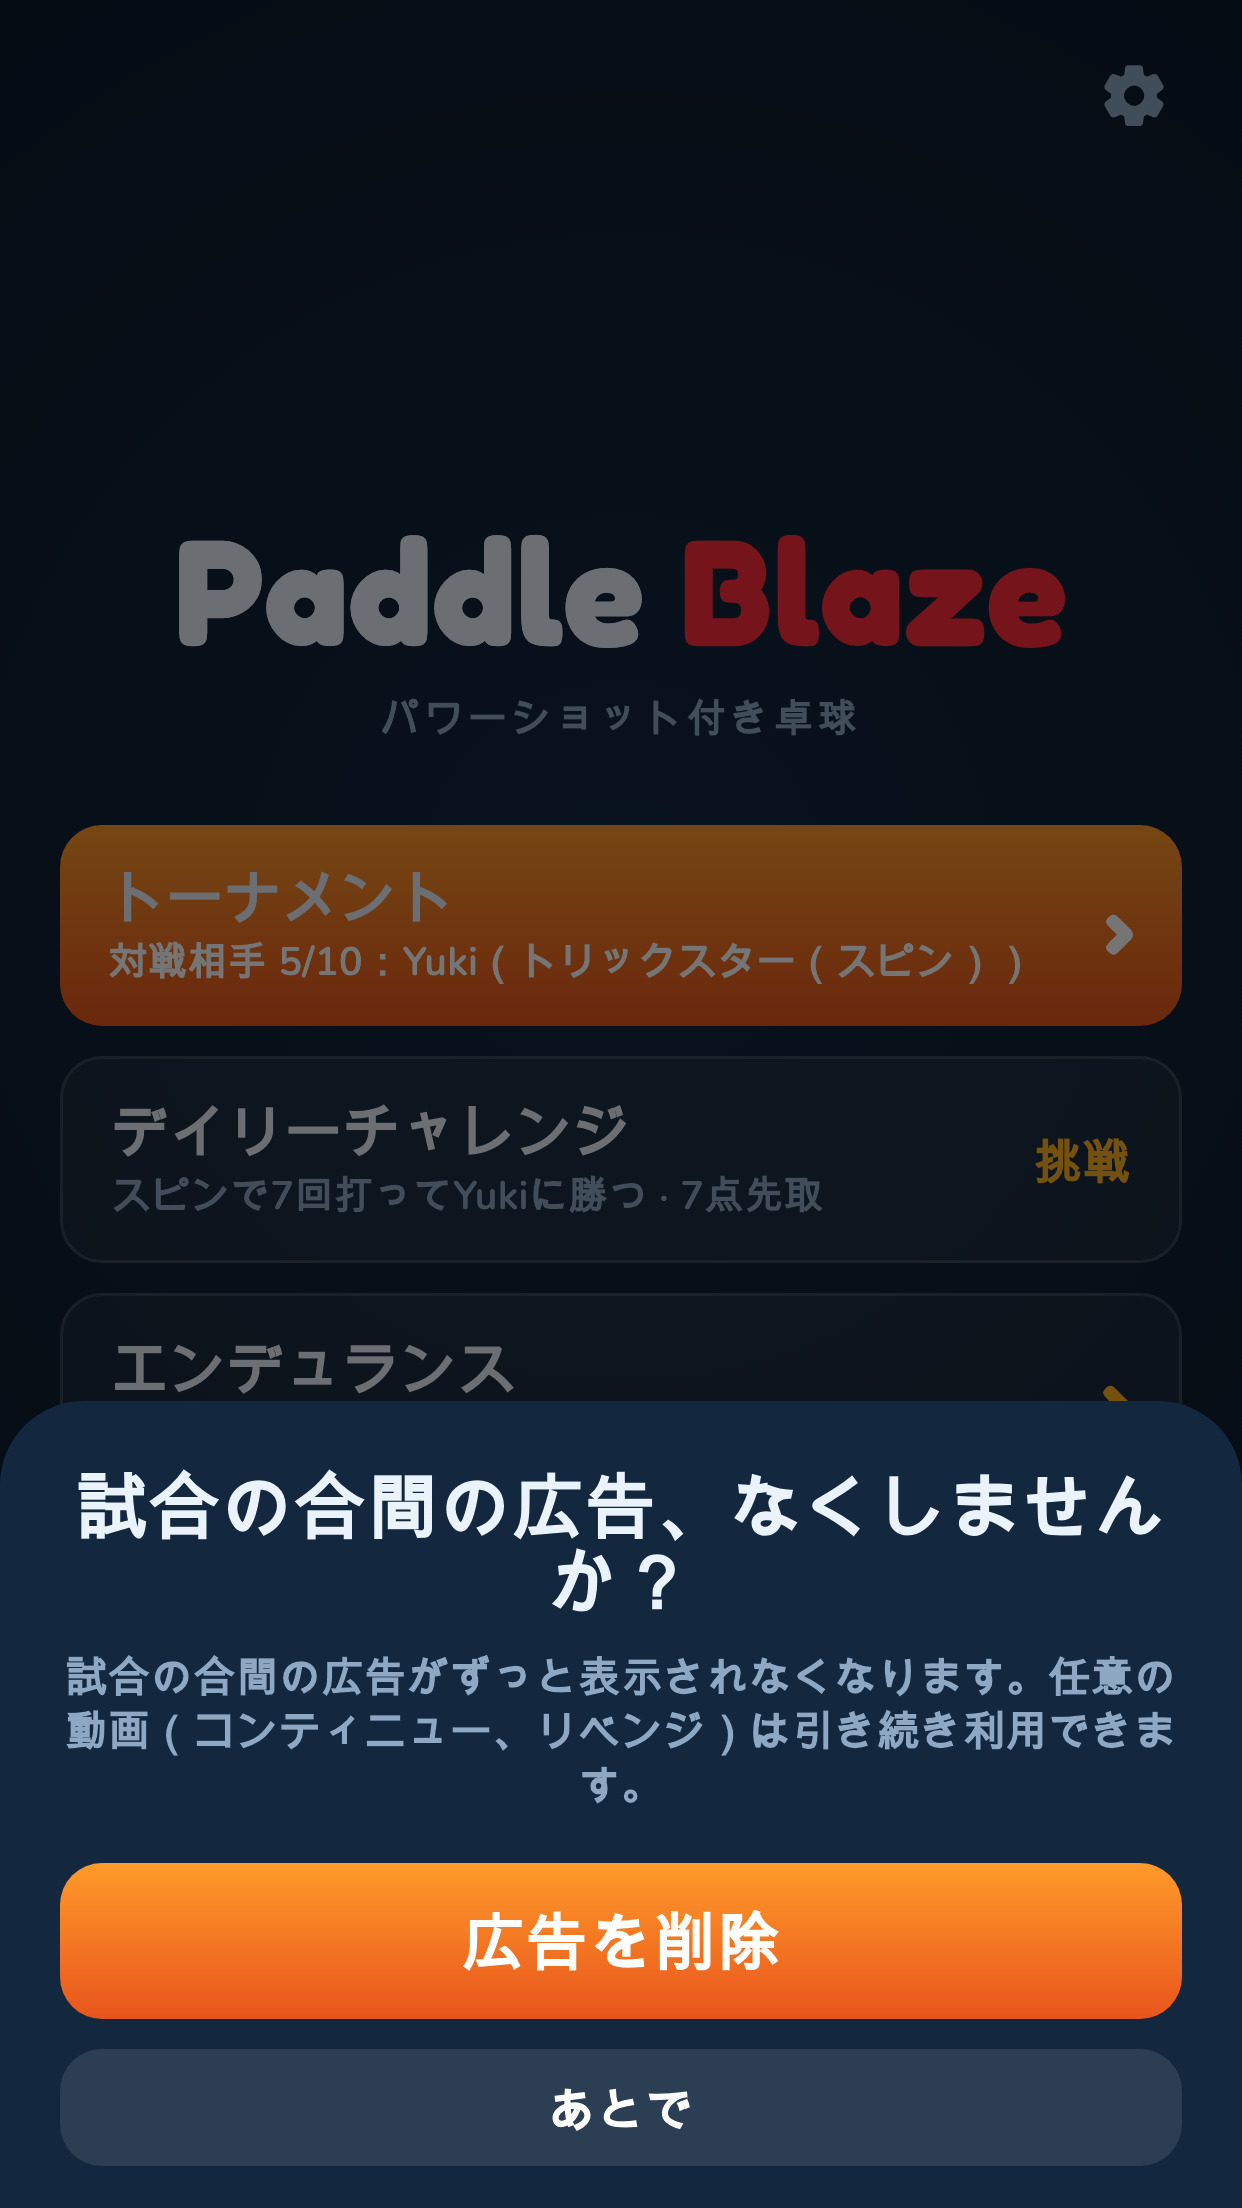 Paddle Blaze
パワーショット付き卓球
トーナメント
対戦相手 5/10：Yuki（トリックスター（スピン））
デイリーチャレンジ
スピンで7回打ってYukiに勝つ · 7点先取
挑戦
エンデュランス
試合の合間の広告、なくしません
か？
試合の合間の広告がずっと表示されなくなります。任意の
動画（コンティニュー、リベンジ）は引き続き利用できま
す。
広告を削除
あとで